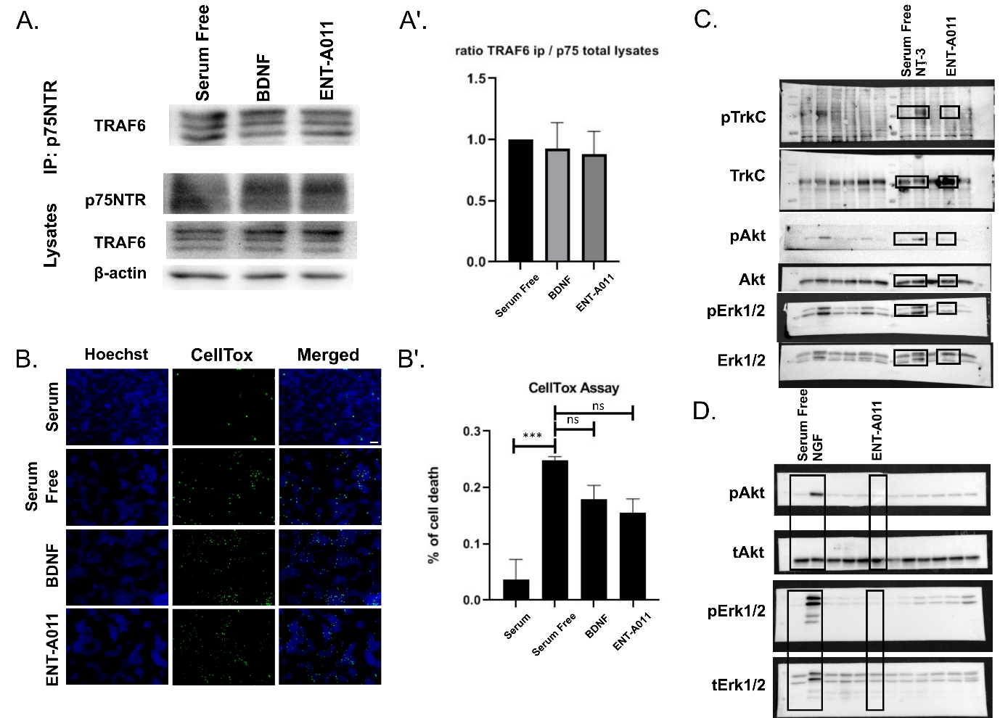 A.
Serum Free
BDNF
ENT-A011
IP: p75NTR
TRAF6
Lysates
p75NTR
TRAF6
β-actin
A'.
ratio TRAF6 ip / p75 total lysates
1.5
1.0
0.5
0.0
Serum Free
BDNF
ENT-A011
B.
Hoechst
CellTox
Merged
Serum
Serum
Free
BDNF
ENT-A011
B'.
CellTox Assay
ns
ns
***
% of cell death
0.3
0.2
0.1
0.0
Serum
Serum Free
BDNF
ENT-A011
C.
Serum Free
NT-3
ENT-A011
pTrkC
TrkC
pAkt
Akt
pErk1/2
Erk1/2
D.
Serum Free
NGF
ENT-A011
pAkt
tAkt
pErk1/2
tErk1/2